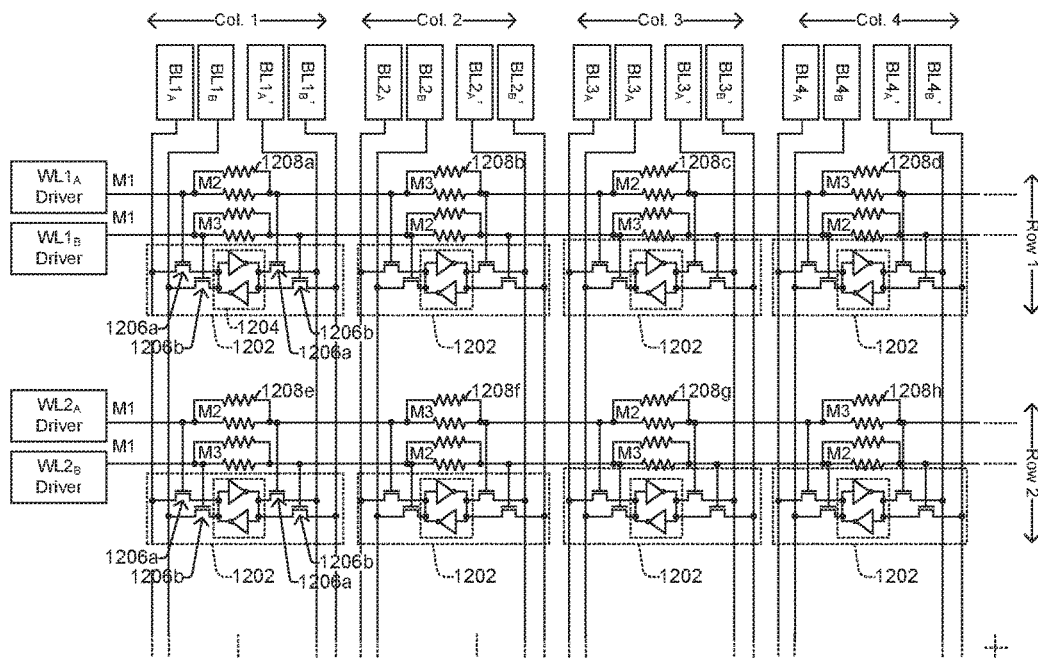 Col. 1 Col. 2 Col. 3 Col. 4
BL1A BL1B BL1A' BL1B' BL2A BL2B BL2A' BL2B' BL3A BL3A BL3A' BL3B' BL4A BL4B BL4A' BL4B'
1208a 1208b 1208c 1208d
WL1A Driver M1 M2 M3 M2 M3
WL1B Driver M1 M3 M2 M3 M2
Row 1
1206a 1204 1206b
1206b 1202 1206a 1202 1202 1202
1208e 1208f 1208g 1208h
WL2A Driver M1 M2 M3 M2 M3
WL2B Driver M1 M3 M2 M3 M2
Row 2
1206a 1206b
1206b 1202 1206a 1202 1202 1202